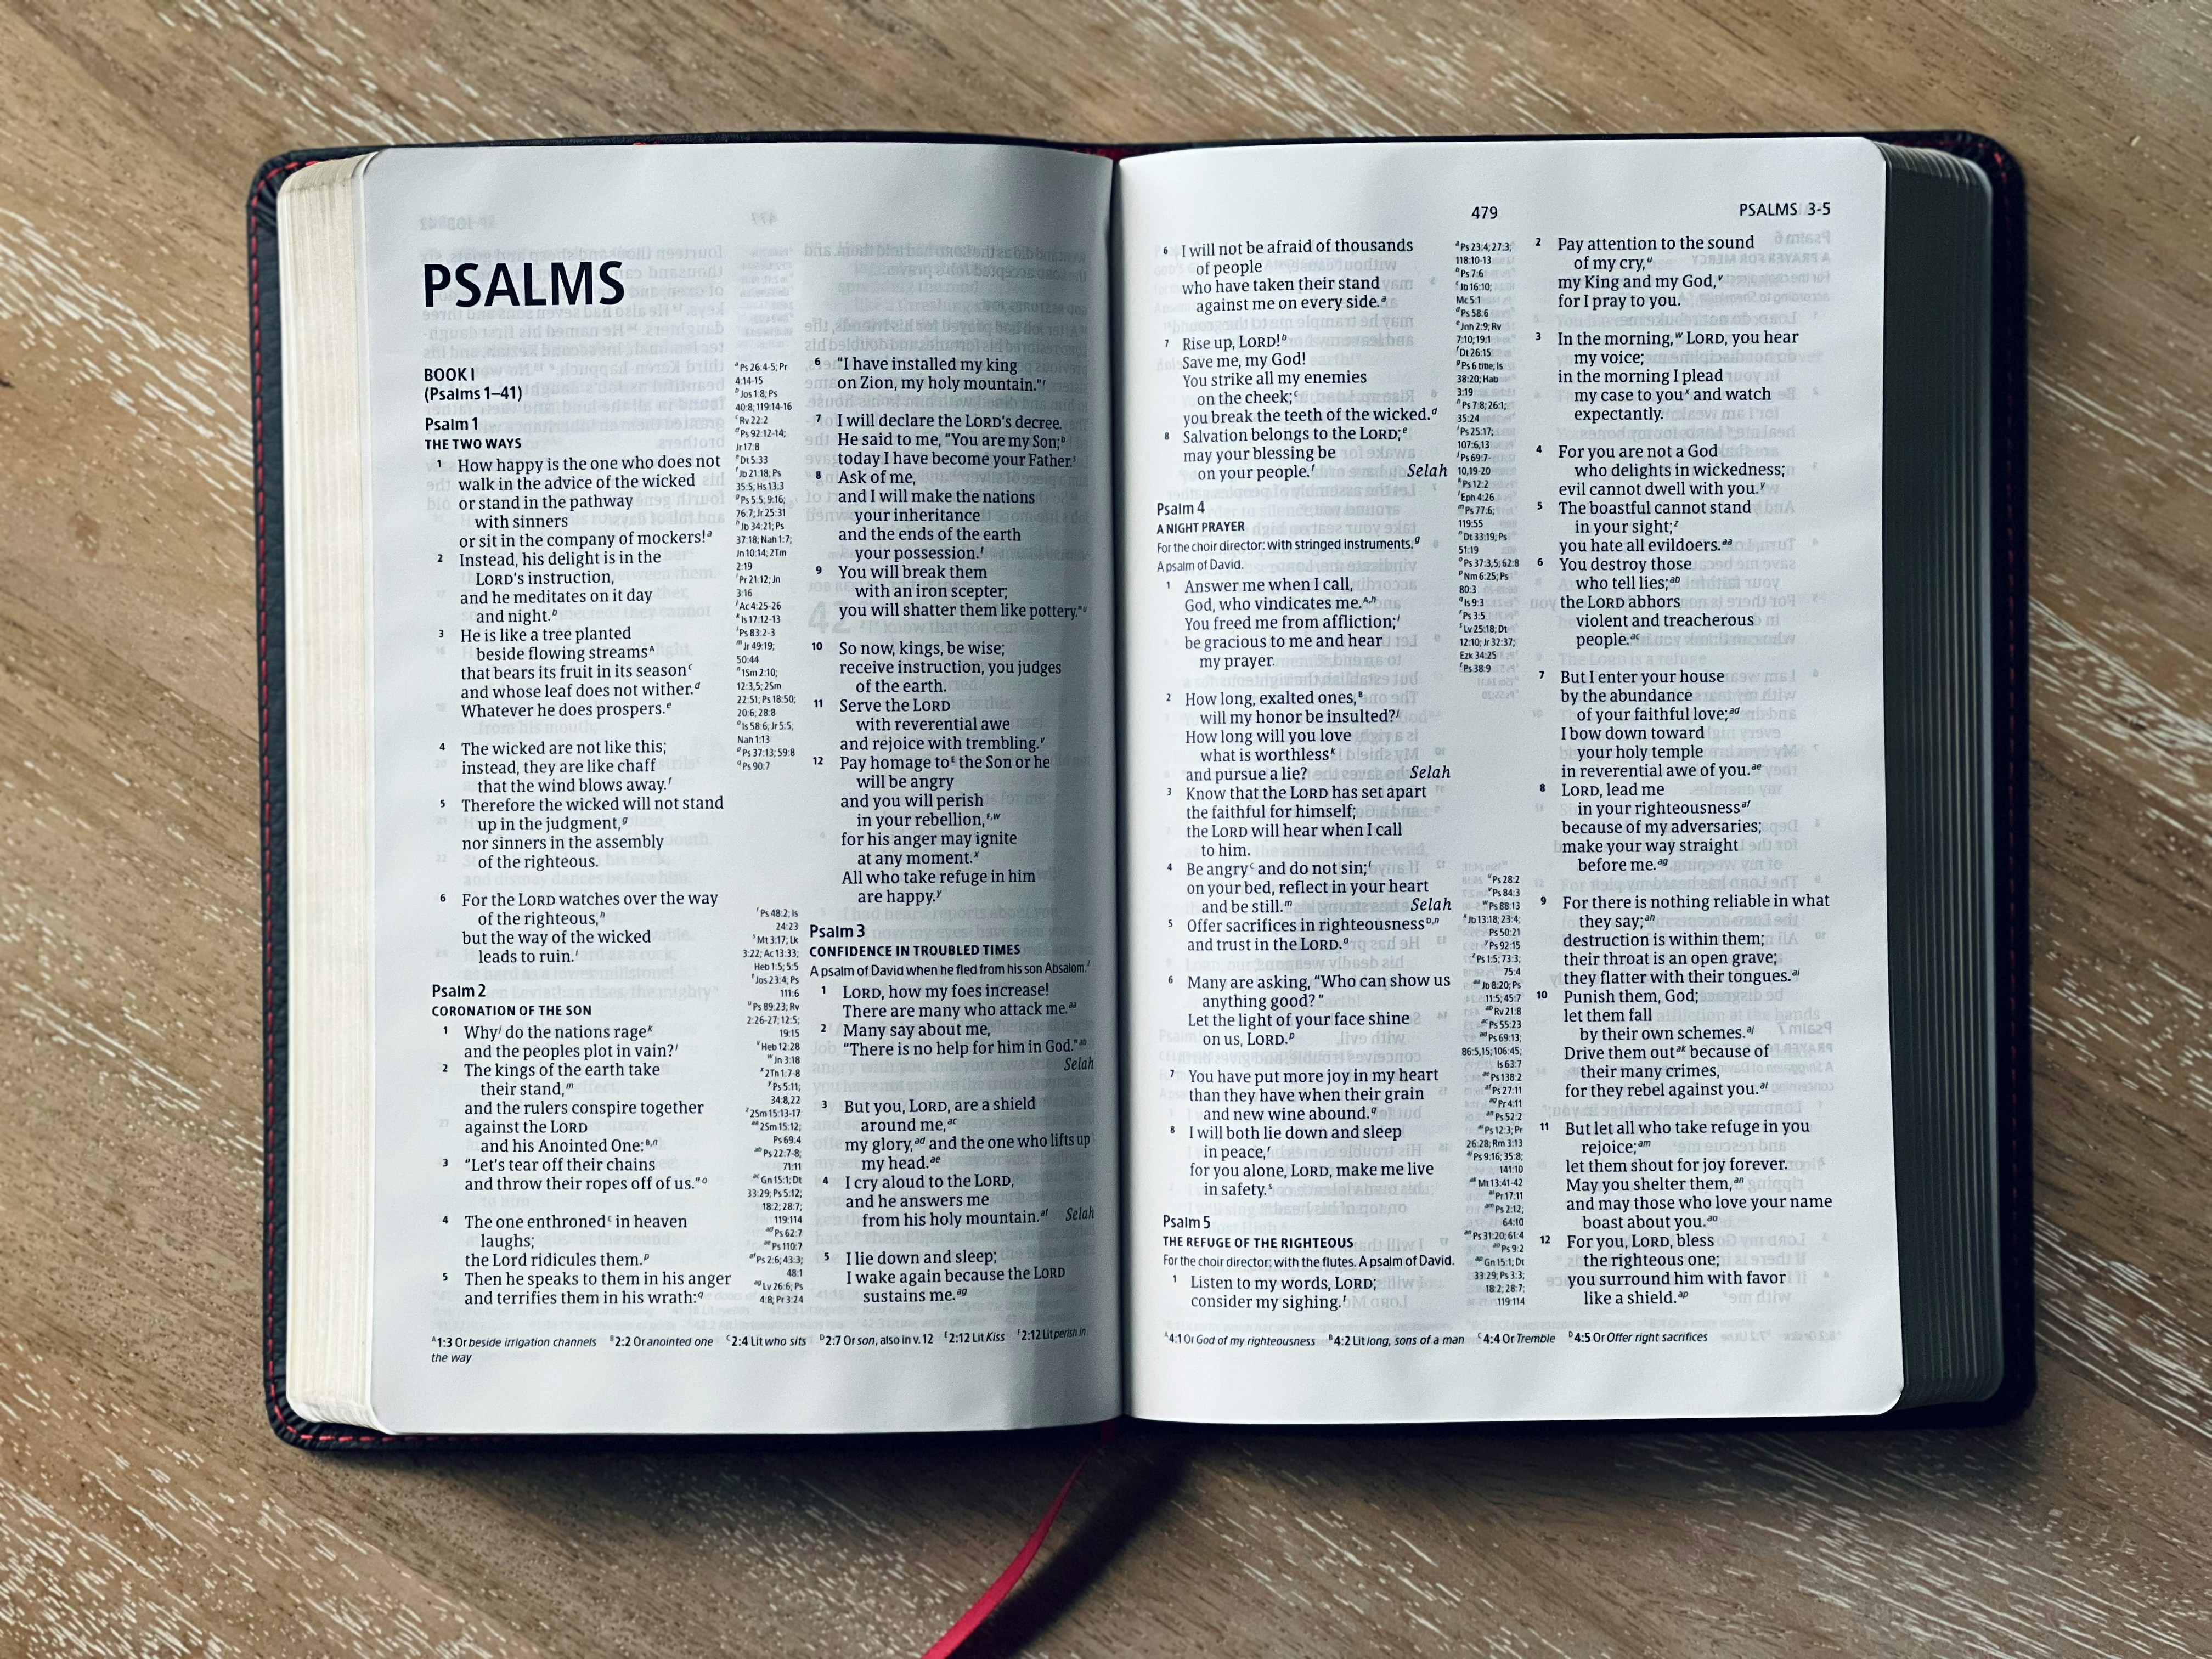 PSALMS
BOOK I
(Psalms 1–41)
Psalm 1
THE TWO WAYS
1 How happy is the one who does not
walk in the advice of the wicked
or stand in the pathway
with sinners
or sit in the company of mockers!a
2 Instead, his delight is in the
LORD's instruction,
and he meditates on it day
and night.b
3 He is like a tree planted
beside flowing streamsA
that bears its fruit in its seasonc
and whose leaf does not wither.d
Whatever he does prospers.e
4 The wicked are not like this;
instead, they are like chaff
that the wind blows away.f
5 Therefore the wicked will not stand
up in the judgment,g
nor sinners in the assembly
of the righteous.
6 For the LORD watches over the way
of the righteous,h
but the way of the wicked
leads to ruin.i
Psalm 2
CORONATION OF THE SON
1 Whyj do the nations ragek
and the peoples plot in vain?l
2 The kings of the earth take
their stand,m
and the rulers conspire together
against the LORD
and his Anointed One:B,n
3 “Let's tear off their chains
and throw their ropes off of us.”o
4 The one enthronedC in heaven
laughs;
the Lord ridicules them.p
5 Then he speaks to them in his anger
and terrifies them in his wrath:q
a Ps 26:4-5; Pr
4:14-15
b Jos 1:8; Ps
40:8; 119:14-16
c Rv 22:2
d Ps 92:12-14;
Jr 17:8
e Dt 5:33
f Jb 21:18; Ps
35:5; Hs 13:3
g Ps 5:5; 9:16;
76:7; Jr 25:31
h Jb 34:21; Ps
37:18; Nah 1:7;
Jn 10:14; 2Tm
2:19
i Pr 21:12; Jn
3:16
j Ac 4:25-26
k Is 17:12-13
l Ps 83:2-3
m Jr 49:19;
50:44
n 1Sm 2:10;
12:3,5; 2Sm
22:51; Ps 18:50;
20:6; 28:8
o Is 58:6; Jr 5:5;
Nah 1:13
p Ps 37:13; 59:8
q Ps 90:7
r Ps 48:2; Is
24:23
s Mt 3:17; Lk
3:22; Ac 13:33;
Heb 1:5; 5:5
t Jos 23:4; Ps
111:6
u Ps 89:23; Rv
2:26-27; 12:5;
19:15
v Heb 12:28
w Jn 3:18
x 2Th 1:7-8
y Ps 5:11;
34:8,22
z 2Sm 15:13-17
aa 2Sm 15:12;
Ps 69:4
ab Ps 22:7-8;
71:11
ac Gn 15:1; Dt
33:29; Ps 5:12;
18:2; 28:7;
119:114
ad Ps 62:7
ae Ps 110:7
af Ps 2:6; 43:3;
48:1
ag Lv 26:6; Ps
4:8; Pr 3:24
6 “I have installed my king
on Zion, my holy mountain.”r
7 I will declare the LORD's decree.
He said to me, “You are my Son;D
today I have become your Father.s
8 Ask of me,
and I will make the nations
your inheritance
and the ends of the earth
your possession.t
9 You will break them
with an iron scepter;
you will shatter them like pottery.”u
10 So now, kings, be wise;
receive instruction, you judges
of the earth.
11 Serve the LORD
with reverential awe
and rejoice with trembling.v
12 Pay homage toE the Son or he
will be angry
and you will perish
in your rebellion,F,w
for his anger may ignite
at any moment.x
All who take refuge in him
are happy.y
Psalm 3
CONFIDENCE IN TROUBLED TIMES
A psalm of David when he fled from his son Absalom.z
1 LORD, how my foes increase!
There are many who attack me.aa
2 Many say about me,
“There is no help for him in God.”ab
Selah
3 But you, LORD, are a shield
around me,ac
my glory,ad and the one who lifts up
my head.ae
4 I cry aloud to the LORD,
and he answers me
from his holy mountain.af Selah
5 I lie down and sleep;
I wake again because the LORD
sustains me.ag
A 1:3 Or beside irrigation channels B 2:2 Or anointed one C 2:4 Lit who sits D 2:7 Or son, also in v. 12 E 2:12 Lit Kiss F 2:12 Lit perish in
the way
479 PSALMS 3-5
6 I will not be afraid of thousands
of people
who have taken their stand
against me on every side.a
7 Rise up, LORD!b
Save me, my God!
You strike all my enemies
on the cheek;c
you break the teeth of the wicked.d
8 Salvation belongs to the LORD;e
may your blessing be
on your people.f Selah
Psalm 4
A NIGHT PRAYER
For the choir director: with stringed instruments.g
A psalm of David.
1 Answer me when I call,
God, who vindicates me.A,h
You freed me from affliction;i
be gracious to me and hear
my prayer.
2 How long, exalted ones,B
will my honor be insulted?j
How long will you love
what is worthlessk
and pursue a lie? Selah
3 Know that the LORD has set apart
the faithful for himself;
the LORD will hear when I call
to him.
4 Be angryC and do not sin;l
on your bed, reflect in your heart
and be still.m Selah
5 Offer sacrifices in righteousnessD,n
and trust in the LORD.o
6 Many are asking, “Who can show us
anything good?”
Let the light of your face shine
on us, LORD.p
7 You have put more joy in my heart
than they have when their grain
and new wine abound.q
8 I will both lie down and sleep
in peace,r
for you alone, LORD, make me live
in safety.s
Psalm 5
THE REFUGE OF THE RIGHTEOUS
For the choir director: with the flutes. A psalm of David.
1 Listen to my words, LORD;
consider my sighing.t
a Ps 23:4; 27:3;
118:10-13
b Ps 7:6
c Jb 16:10;
Mc 5:1
d Ps 58:6
e Jnh 2:9; Rv
7:10; 19:1
f Dt 26:15
g Ps 6 title; Is
38:20; Hab
3:19
h Ps 7:8; 26:1;
35:24
i Ps 25:17;
107:6,13
j Ps 69:7-
10,19-20
k Ps 12:2
l Eph 4:26
m Ps 77:6;
119:55
n Dt 33:19; Ps
51:19
o Ps 37:3,5; 62:8
p Nm 6:25; Ps
80:3
q Is 9:3
r Ps 3:5
s Lv 25:18; Dt
12:10; Jr 32:37;
Ezk 34:25
t Ps 38:9
u Ps 28:2
v Ps 84:3
w Ps 88:13
x Jb 13:18; 23:4;
Ps 50:21
y Ps 92:15
z Ps 1:5; 73:3;
75:4
aa Jb 8:20; Ps
11:5; 45:7
ab Rv 21:8
ac Ps 55:23
ad Ps 69:13;
86:5,15; 106:45;
Is 63:7
ae Ps 138:2
af Ps 27:11
ag Pr 4:11
ah Ps 52:2
ai Ps 12:3; Pr
26:28; Rm 3:13
aj Ps 9:16; 35:8;
141:10
ak Mt 13:41-42
al Pr 17:11
am Ps 2:12;
64:10
an Ps 31:20; 61:4
ao Ps 9:2
ap Gn 15:1; Dt
33:29; Ps 3:3;
18:2; 28:7;
119:114
2 Pay attention to the sound
of my cry,u
my King and my God,v
for I pray to you.
3 In the morning,w LORD, you hear
my voice;
in the morning I plead
my case to youx and watch
expectantly.
4 For you are not a God
who delights in wickedness;
evil cannot dwell with you.y
5 The boastful cannot stand
in your sight;z
you hate all evildoers.aa
6 You destroy those
who tell lies;ab
the LORD abhors
violent and treacherous
people.ac
7 But I enter your house
by the abundance
of your faithful love;ad
I bow down toward
your holy temple
in reverential awe of you.ae
8 LORD, lead me
in your righteousnessaf
because of my adversaries;
make your way straight
before me.ag
9 For there is nothing reliable in what
they say;ah
destruction is within them;
their throat is an open grave;
they flatter with their tongues.ai
10 Punish them, God;
let them fall
by their own schemes.aj
Drive them outak because of
their many crimes,
for they rebel against you.al
11 But let all who take refuge in you
rejoice;am
let them shout for joy forever.
May you shelter them,an
and may those who love your name
boast about you.ao
12 For you, LORD, bless
the righteous one;
you surround him with favor
like a shield.ap
A 4:1 Or God of my righteousness B 4:2 Lit long, sons of a man C 4:4 Or Tremble D 4:5 Or Offer right sacrifices